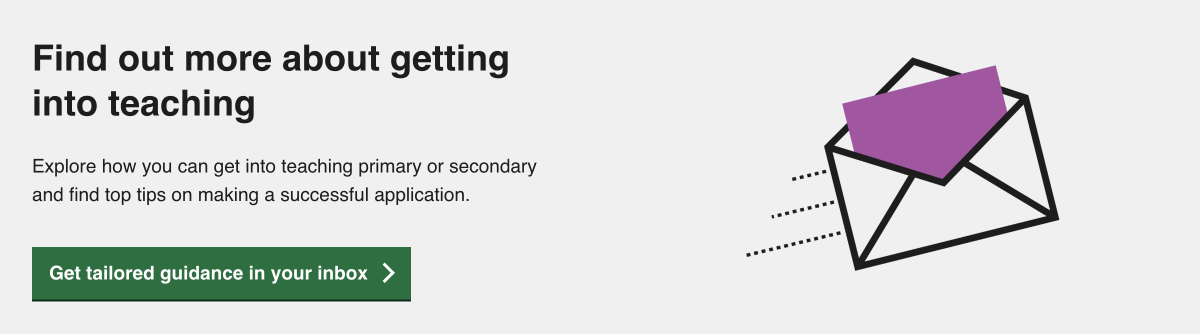 Find out more about getting
into teaching
Explore how you can get into teaching primary or secondary
and find top tips on making a successful application.
Get tailored guidance in your inbox